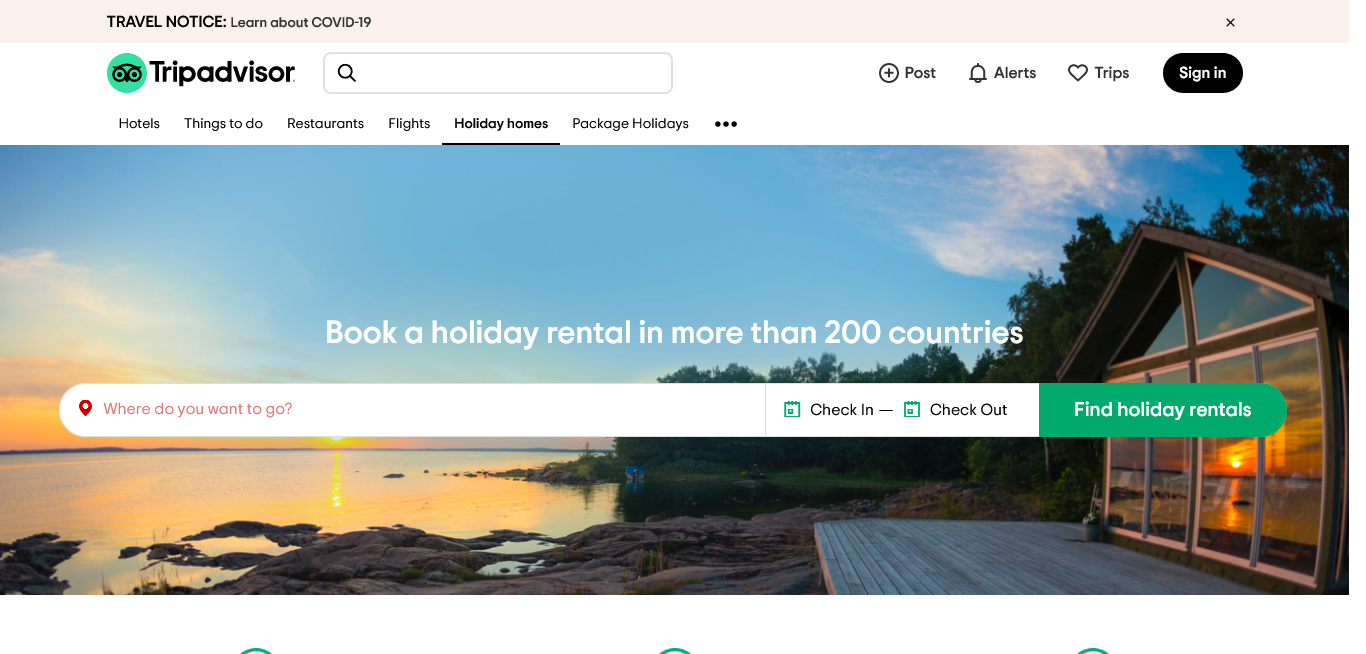 TRAVEL NOTICE: Learn about COVID-19
Tripadvisor
Post
Alerts
Trips
Sign in
Hotels
Things to do
Restaurants
Flights
Holiday homes
Package Holidays
Book a holiday rental in more than 200 countries
Where do you want to go?
Check In — Check Out
Find holiday rentals